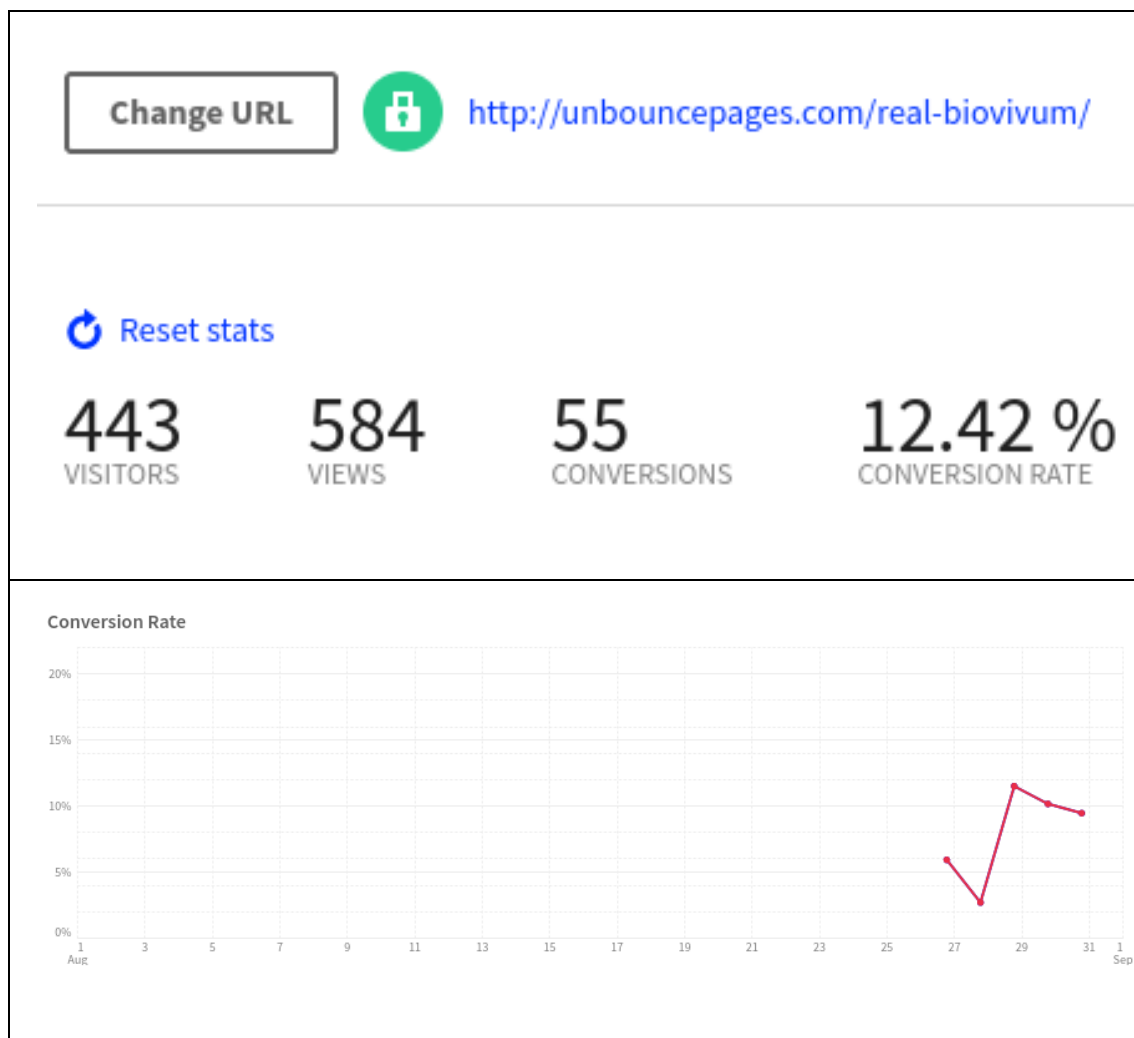 Change URL http://unbouncepages.com/real-biovivum/
Reset stats
443 584 55 12.42 %
VISITORS VIEWS CONVERSIONS CONVERSION RATE
Conversion Rate
20%
15%
10%
5%
0%
1 3 5 7 9 11 13 15 17 19 21 23 25 27 29 31 1
Aug Sep